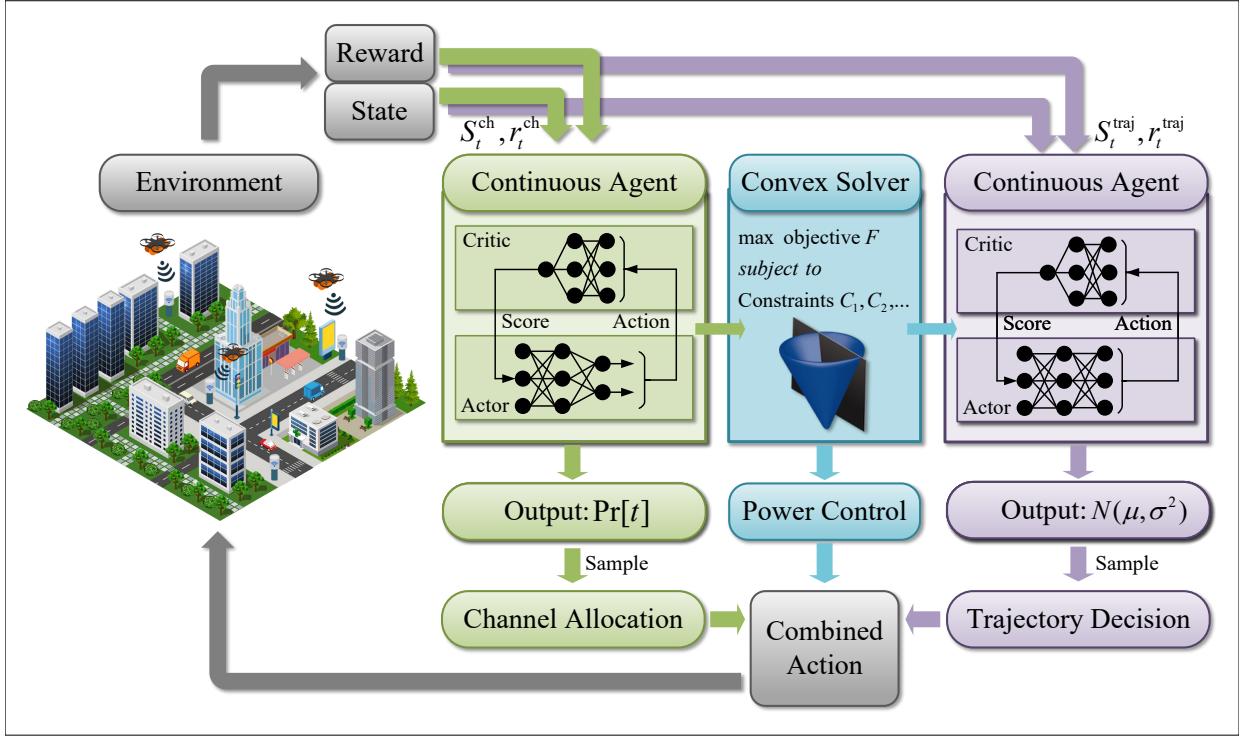 Reward
State
S_t^ch, r_t^ch
S_t^traj, r_t^traj
Environment
Continuous Agent
Convex Solver
Continuous Agent
Critic
Score
Action
Actor
max objective F
subject to
Constraints C_1, C_2,...
Critic
Score
Action
Actor
Output: Pr[t]
Power Control
Output: N(μ, σ^2)
Sample
Sample
Channel Allocation
Combined
Action
Trajectory Decision